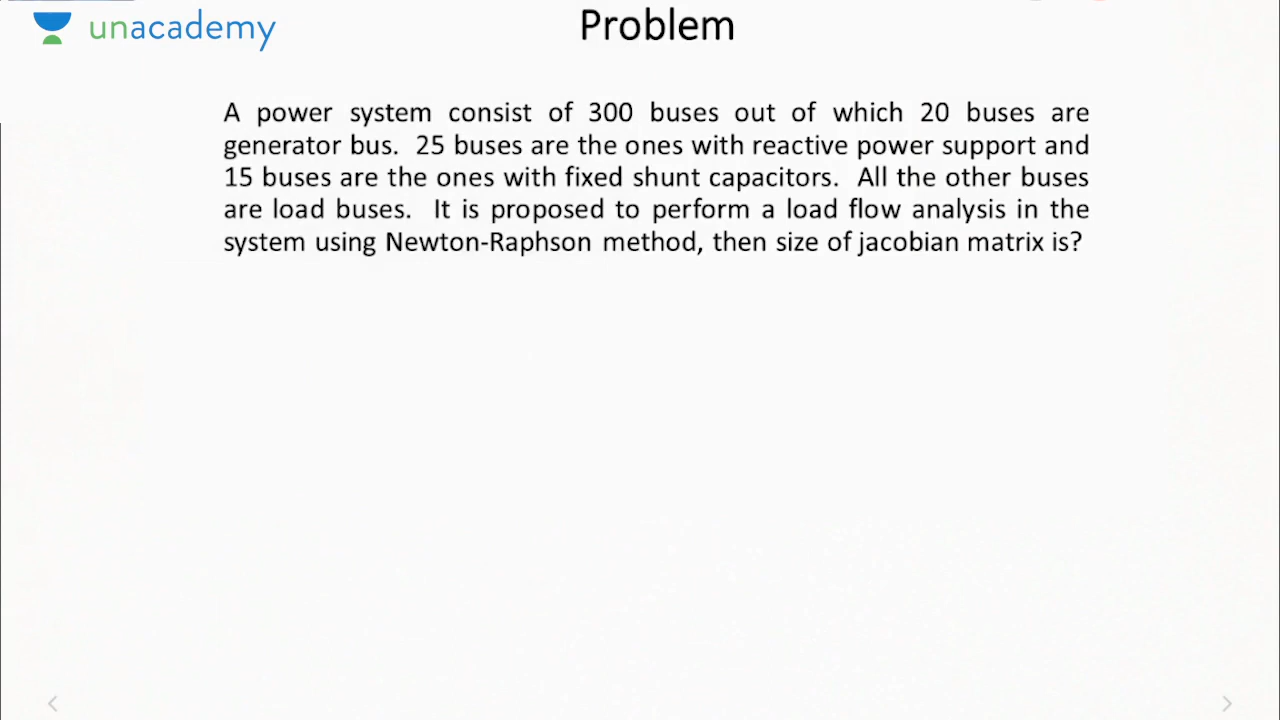 unacademy
Problem
A power system consist of 300 buses out of which 20 buses are
generator bus. 25 buses are the ones with reactive power support and
15 buses are the ones with fixed shunt capacitors. All the other buses
are load buses. It is proposed to perform a load flow analysis in the
system using Newton-Raphson method, then size of jacobian matrix is?